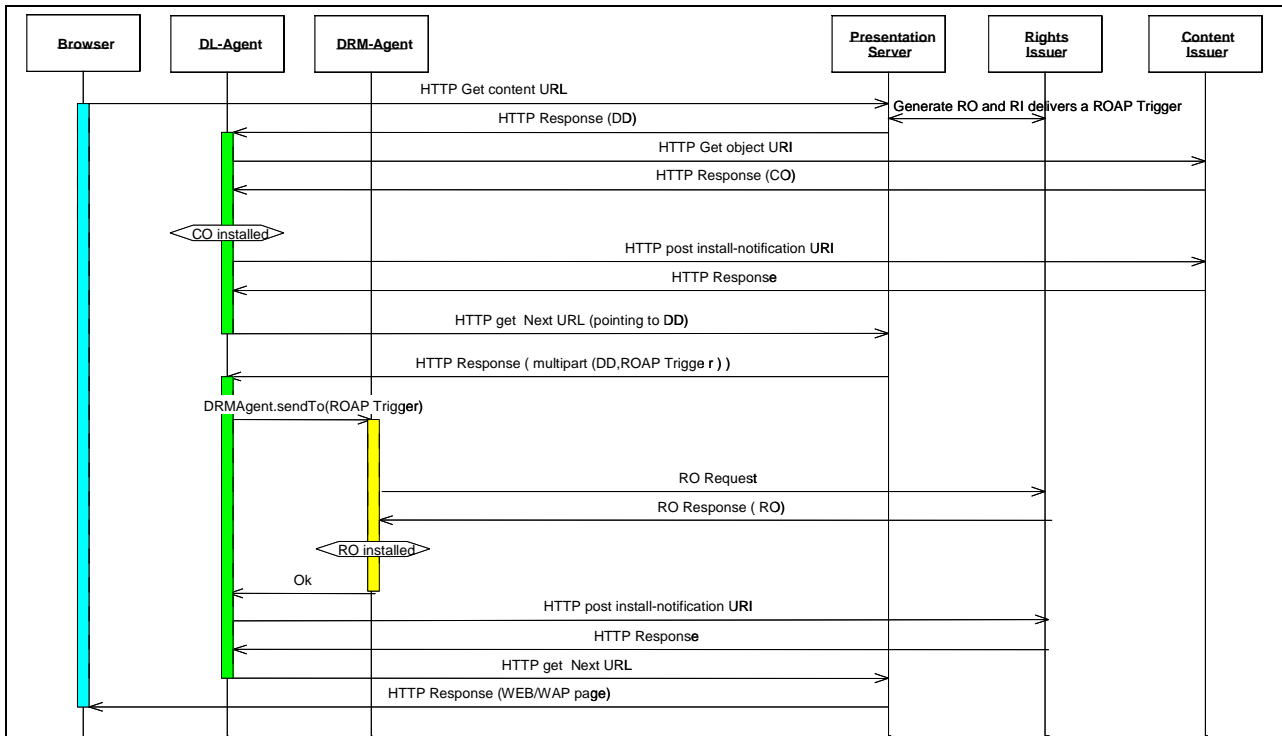 Browser
DL-Agent
DRM-Agent
Presentation
Server
Rights
Issuer
Content
Issuer
HTTP Get content URL
Generate RO and RI delivers a ROAP Trigger
HTTP Response (DD)
HTTP Get object URI
HTTP Response (CO)
CO installed
HTTP post install-notification URI
HTTP Response
HTTP get Next URL (pointing to DD)
HTTP Response ( multipart (DD,ROAP Trigge r ) )
DRMAgent.sendTo(ROAP Trigger)
RO Request
RO Response ( RO)
RO installed
Ok
HTTP post install-notification URI
HTTP Response
HTTP get Next URL
HTTP Response (WEB/WAP page)